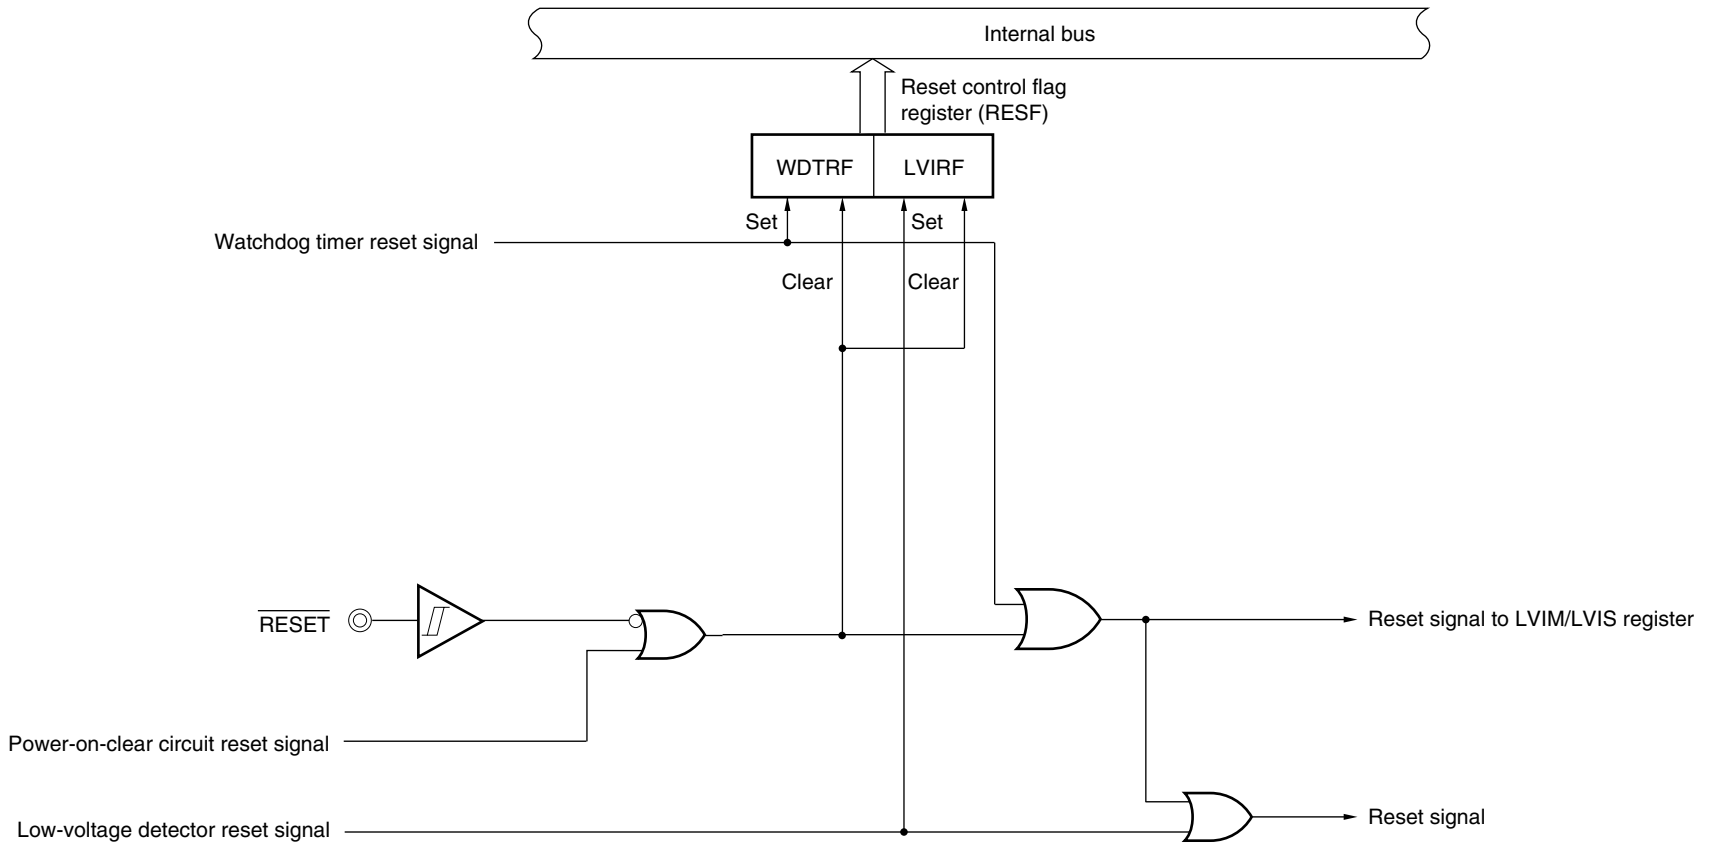 Internal bus
Reset control flag
register (RESF)
WDTRF
LVIRF
Set
Set
Watchdog timer reset signal
Clear
Clear
RESET
Reset signal to LVIM/LVIS register
Power-on-clear circuit reset signal
Low-voltage detector reset signal
Reset signal